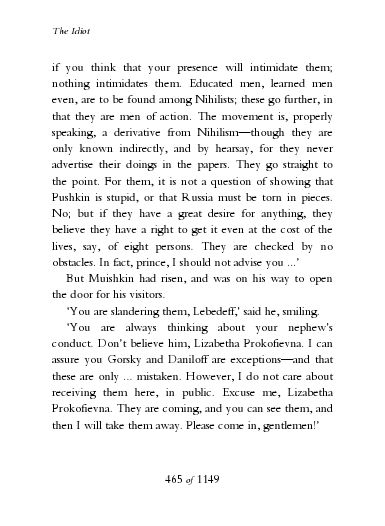 The Idiot
if you think that your presence will intimidate them;
nothing intimidates them. Educated men, learned men
even, are to be found among Nihilists; these go further, in
that they are men of action. The movement is, properly
speaking, a derivative from Nihilism—though they are
only known indirectly, and by hearsay, for they never
advertise their doings in the papers. They go straight to
the point. For them, it is not a question of showing that
Pushkin is stupid, or that Russia must be torn in pieces.
No; but if they have a great desire for anything, they
believe they have a right to get it even at the cost of the
lives, say, of eight persons. They are checked by no
obstacles. In fact, prince, I should not advise you ...’
But Muishkin had risen, and was on his way to open
the door for his visitors.
‘You are slandering them, Lebedeff,’ said he, smiling.
‘You are always thinking about your nephew’s
conduct. Don’t believe him, Lizabetha Prokofievna. I can
assure you Gorsky and Daniloff are exceptions—and that
these are only ... mistaken. However, I do not care about
receiving them here, in public. Excuse me, Lizabetha
Prokofievna. They are coming, and you can see them, and
then I will take them away. Please come in, gentlemen!’
465 of 1149